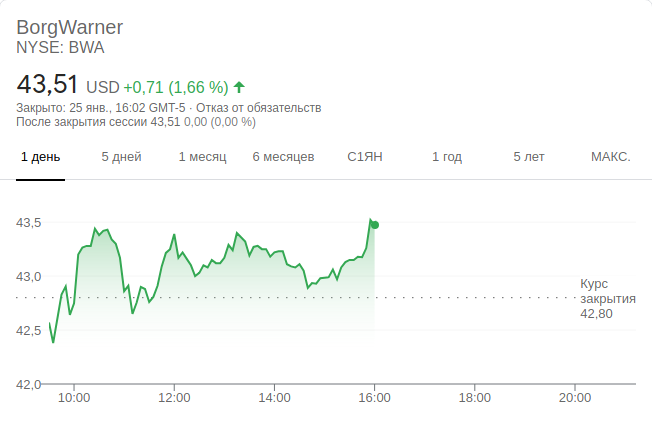 BorgWarner
NYSE: BWA
43,51 USD +0,71 (1,66 %)
Закрыто: 25 янв., 16:02 GMT-5 · Отказ от обязательств
После закрытия сессии 43,51 0,00 (0,00 %)
1 день 5 дней 1 месяц 6 месяцев С1ЯН 1 год 5 лет МАКС.
43,5
43,0
Курс
закрытия
42,80
42,5
42,0
10:00 12:00 14:00 16:00 18:00 20:00